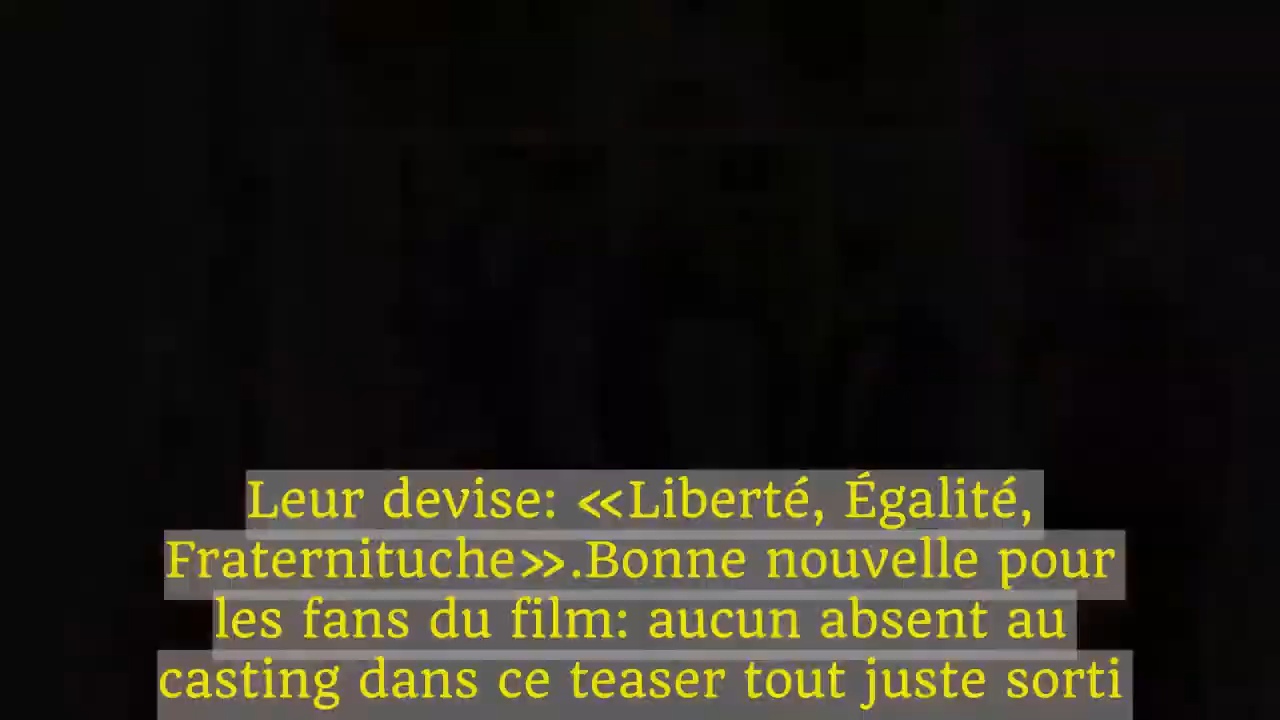 Leur devise: «Liberté, Égalité,
Fraternituche».Bonne nouvelle pour
les fans du film: aucun absent au
casting dans ce teaser tout juste sorti